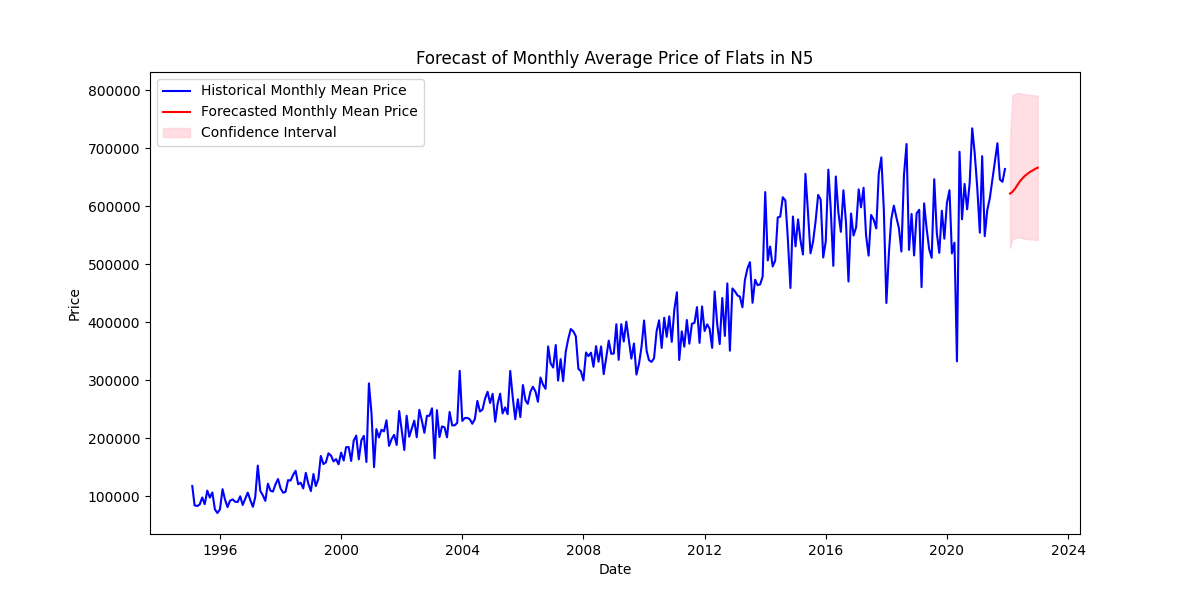 Forecast of Monthly Average Price of Flats in N5
Historical Monthly Mean Price
Forecasted Monthly Mean Price
Confidence Interval
800000
700000
600000
500000
400000
300000
200000
100000
Price
1996 2000 2004 2008 2012 2016 2020 2024
Date